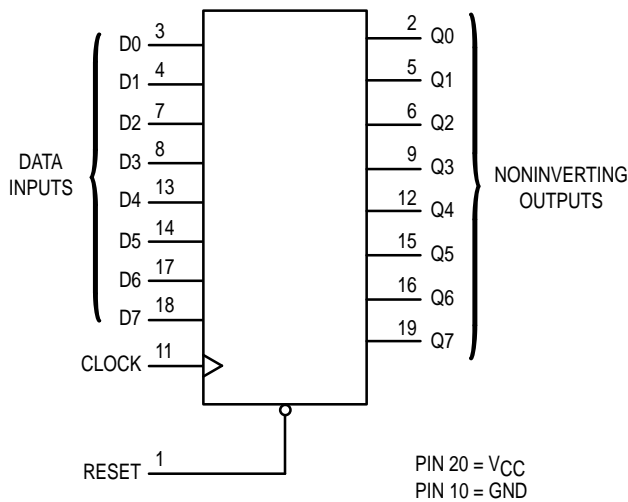 DATA
INPUTS
D0 3
D1 4
D2 7
D3 8
D4 13
D5 14
D6 17
D7 18
CLOCK 11
RESET 1
2 Q0
5 Q1
6 Q2
9 Q3
12 Q4
15 Q5
16 Q6
19 Q7
NONINVERTING
OUTPUTS
PIN 20 = VCC
PIN 10 = GND